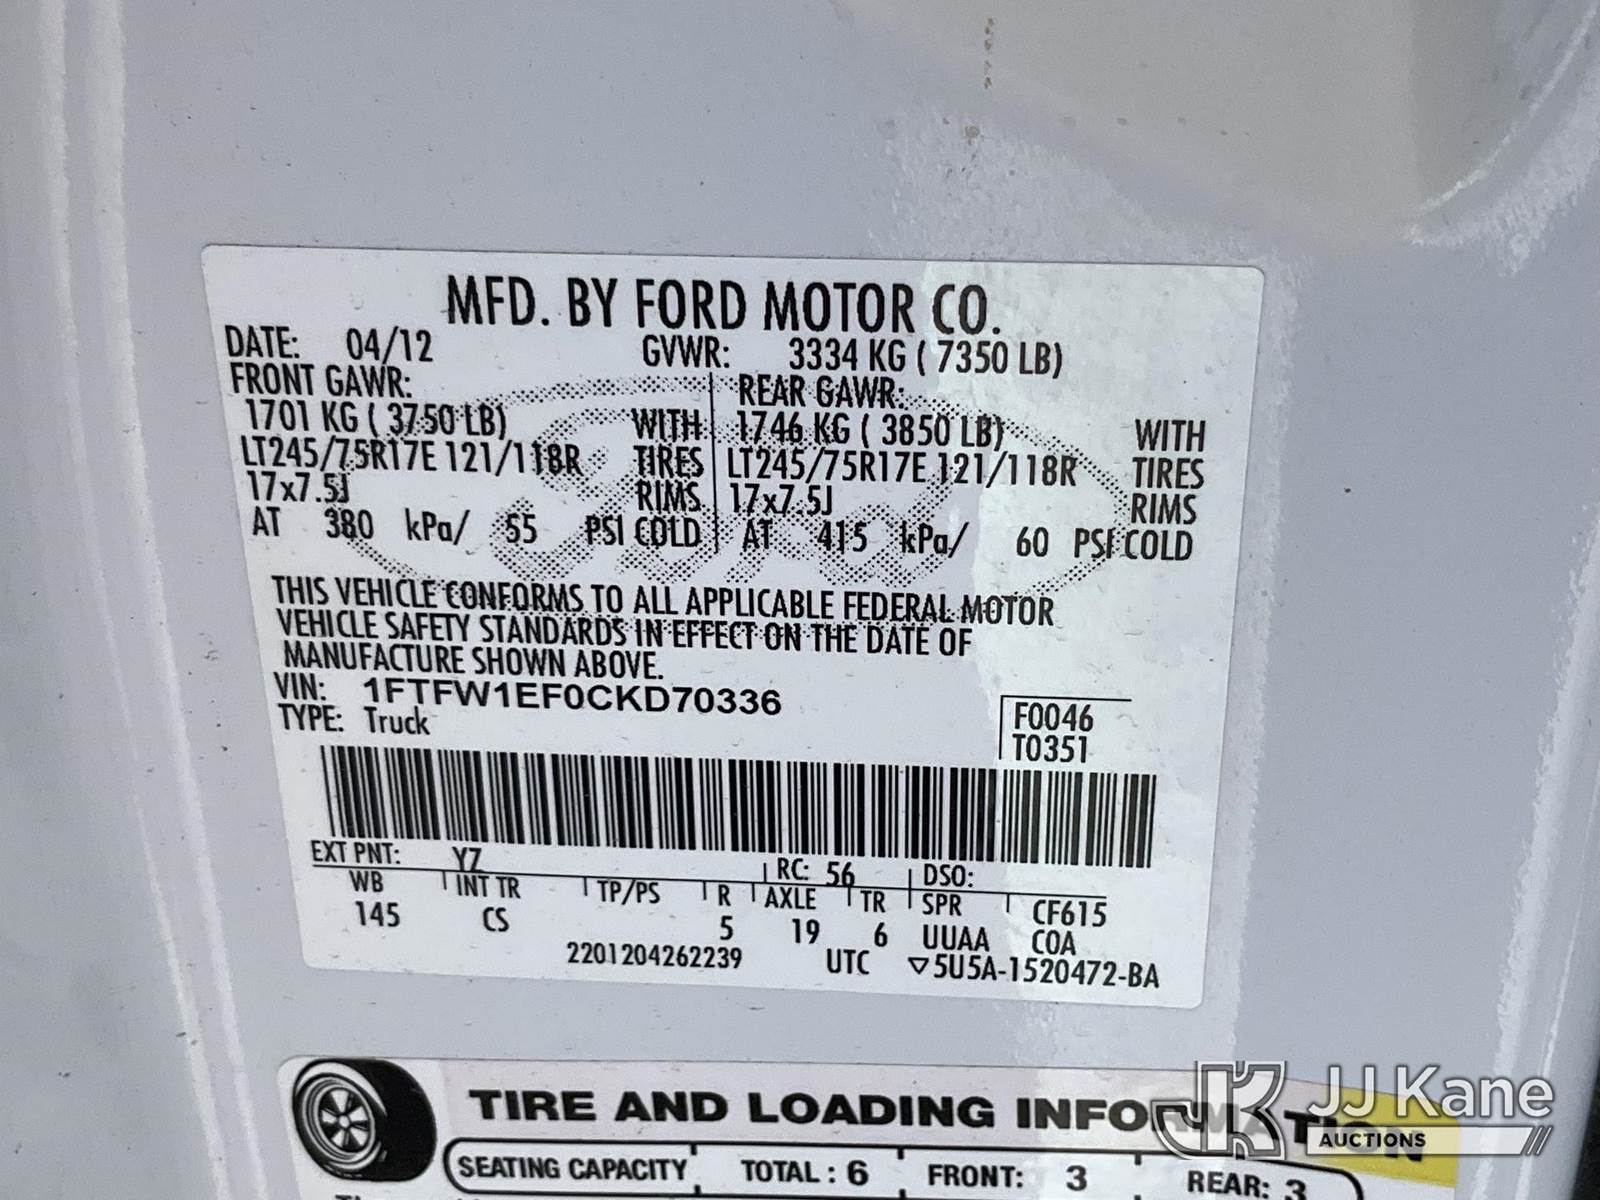 MFD. BY FORD MOTOR CO.
DATE: 04/12 GVWR: 3334 KG ( 7350 LB)
FRONT GAWR: REAR GAWR:
1701 KG ( 3750 LB) WITH 1746 KG ( 3850 LB) WITH
LT245/75R17E 121/118R TIRES LT245/75R17E 121/118R TIRES
17x7.5J RIMS 17x7.5J RIMS
AT 380 kPa/ 55 PSI COLD AT 415 kPa/ 60 PSI COLD
THIS VEHICLE CONFORMS TO ALL APPLICABLE FEDERAL MOTOR
VEHICLE SAFETY STANDARDS IN EFFECT ON THE DATE OF
MANUFACTURE SHOWN ABOVE.
VIN: 1FTFW1EF0CKD70336 F0046
TYPE: Truck T0351
EXT PNT: YZ RC: 56 DSO:
WB INT TR TP/PS R AXLE TR SPR CF615
145 CS 5 19 6 UUAA COA
2201204262239 UTC ▽5U5A-1520472-BA
TIRE AND LOADING INFORMATION
SEATING CAPACITY TOTAL : 6 FRONT: 3 REAR: 3
JJ Kane
AUCTIONS